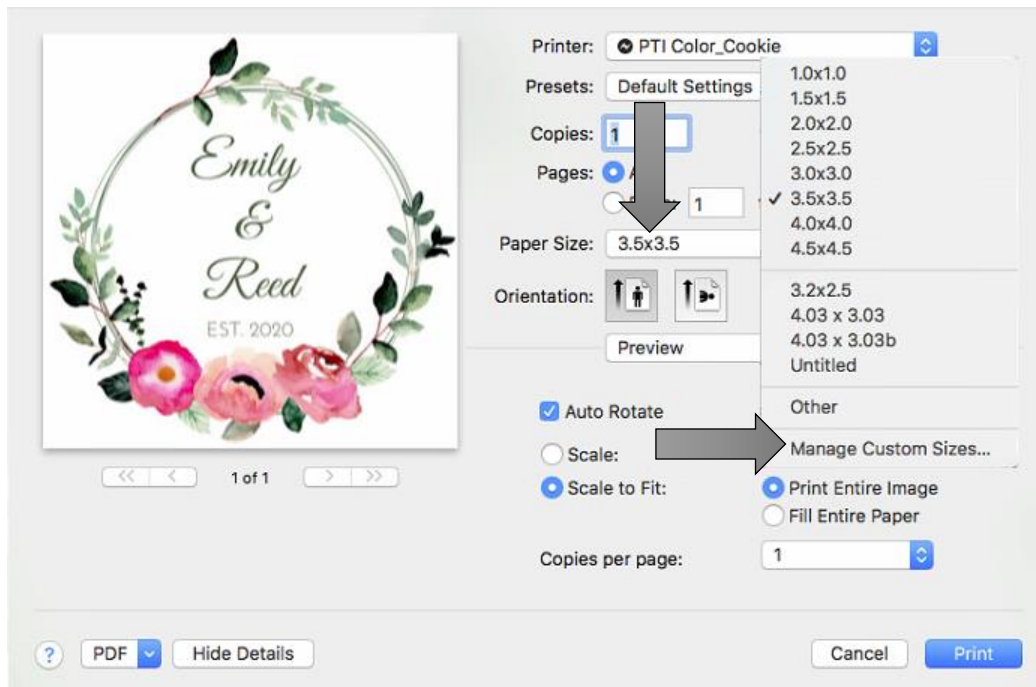 Emily
&
Reed
EST. 2020
<< < 1 of 1 > >>
Printer: PTI Color_Cookie
Presets: Default Settings
Copies: 1
Pages:
1
Paper Size: 3.5x3.5
Orientation:
Preview
1.0x1.0
1.5x1.5
2.0x2.0
2.5x2.5
3.0x3.0
✓ 3.5x3.5
4.0x4.0
4.5x4.5
3.2x2.5
4.03 x 3.03
4.03 x 3.03b
Untitled
Other
Manage Custom Sizes...
Auto Rotate
Scale:
Scale to Fit: Print Entire Image
Fill Entire Paper
Copies per page: 1
? PDF Hide Details Cancel Print